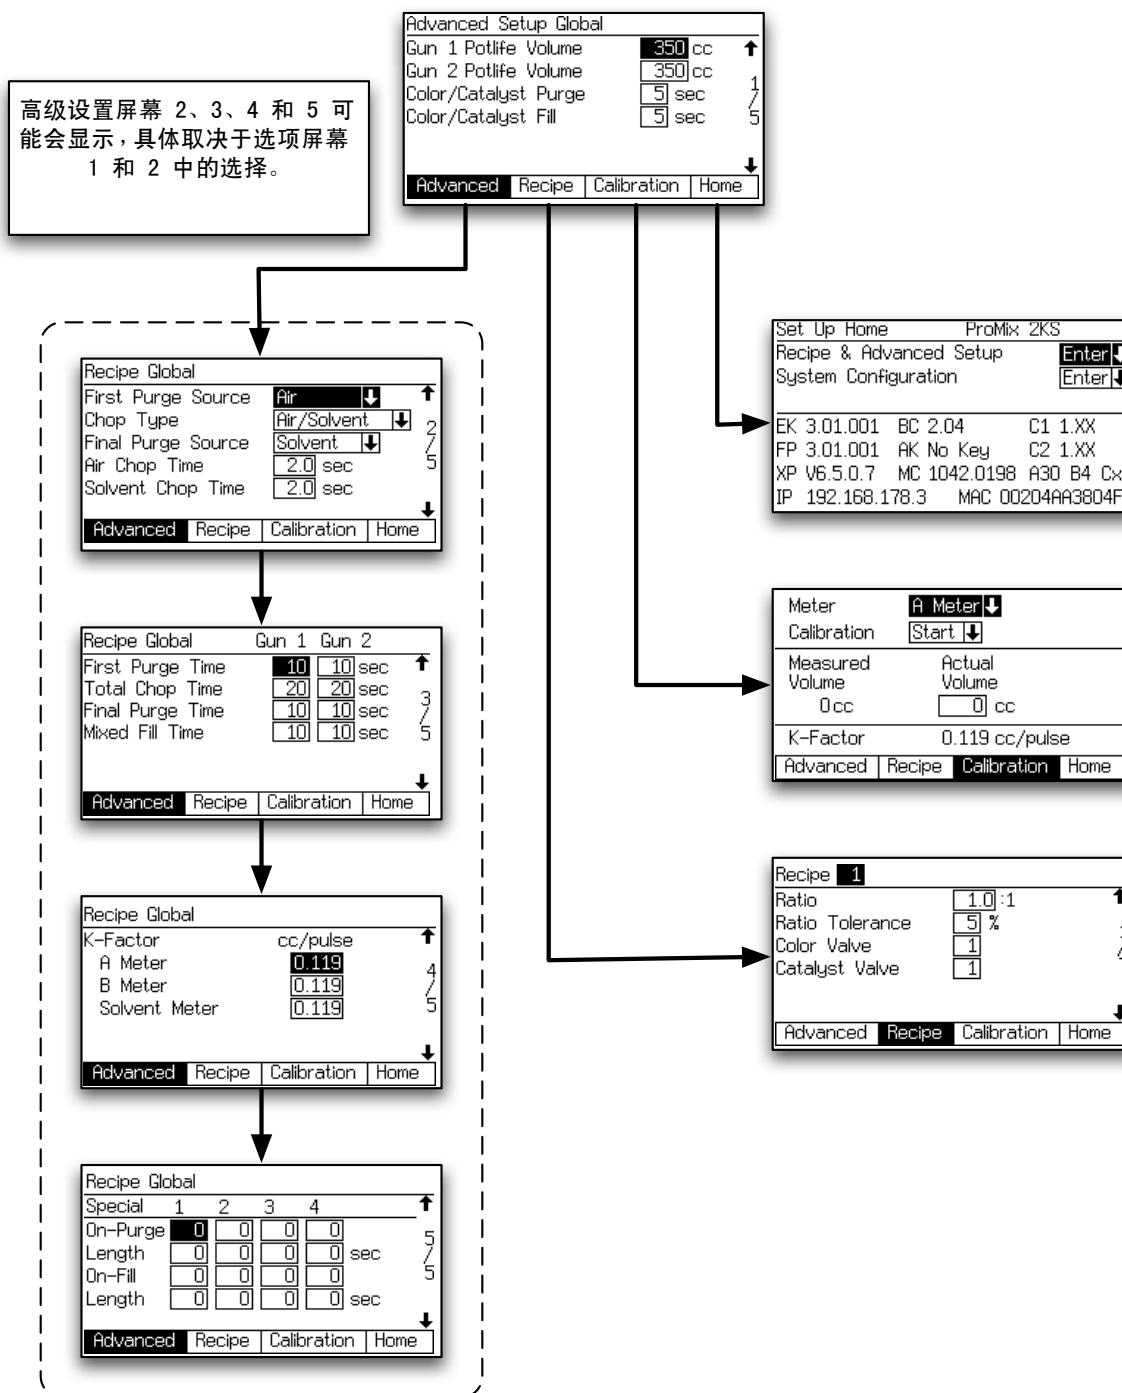 Advanced Setup Global
Gun 1 Potlife Volume 350 cc
Gun 2 Potlife Volume 350 cc
Color/Catalyst Purge 5 sec
Color/Catalyst Fill 5 sec
1/5
Advanced Recipe Calibration Home
高级设置屏幕 2、3、4 和 5 可
能会显示，具体取决于选项屏幕
1 和 2 中的选择。
Set Up Home ProMix 2KS
Recipe & Advanced Setup Enter
System Configuration Enter
EK 3.01.001 BC 2.04 C1 1.XX
FP 3.01.001 AK No Key C2 1.XX
XP V6.5.0.7 MC 1042.0198 A30 B4 Cx
IP 192.168.178.3 MAC 00204AA3804F
Recipe Global
First Purge Source Air
Chop Type Air/Solvent
Final Purge Source Solvent
Air Chop Time 2.0 sec
Solvent Chop Time 2.0 sec
2/5
Advanced Recipe Calibration Home
Meter A Meter
Calibration Start
Measured Actual
Volume Volume
0 cc 0 cc
K-Factor 0.119 cc/pulse
Advanced Recipe Calibration Home
Recipe Global Gun 1 Gun 2
First Purge Time 10 10 sec
Total Chop Time 20 20 sec
Final Purge Time 10 10 sec
Mixed Fill Time 10 10 sec
3/5
Advanced Recipe Calibration Home
Recipe 1
Ratio 1.0 :1
Ratio Tolerance 5 %
Color Valve 1
Catalyst Valve 1
Advanced Recipe Calibration Home
Recipe Global
K-Factor cc/pulse
A Meter 0.119
B Meter 0.119
Solvent Meter 0.119
4/5
Advanced Recipe Calibration Home
Recipe Global
Special 1 2 3 4
On-Purge 0 0 0 0
Length 0 0 0 0 sec
On-Fill 0 0 0 0
Length 0 0 0 0 sec
5/5
Advanced Recipe Calibration Home